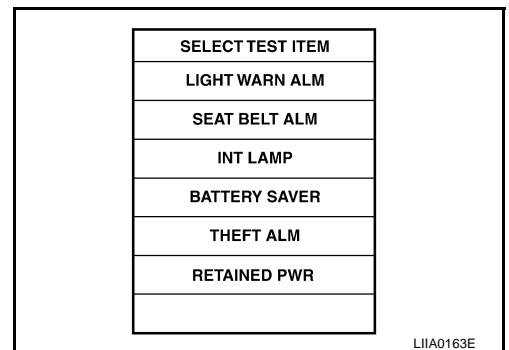 SELECT TEST ITEM
LIGHT WARN ALM
SEAT BELT ALM
INT LAMP
BATTERY SAVER
THEFT ALM
RETAINED PWR
LIIA0163E